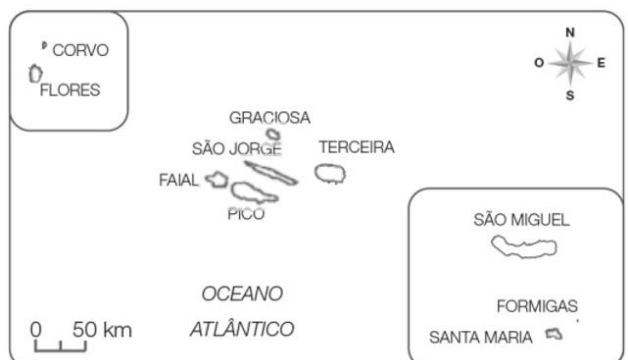 CORVO
FLORES
N
O E
S
GRACIOSA
SÃO JORGE
TERCEIRA
FAIAL
PICO
SÃO MIGUEL
OCEANO
ATLÂNTICO
FORMIGAS
SANTA MARIA
0 50 km